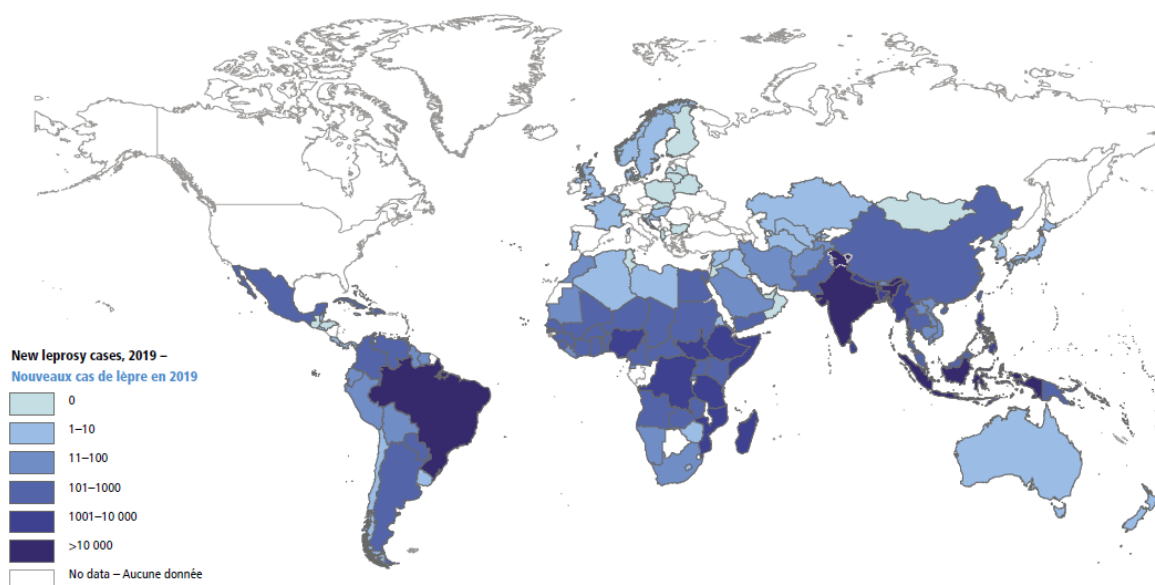 New leprosy cases, 2019 –
Nouveaux cas de lèpre en 2019
0
1–10
11–100
101–1000
1001–10 000
>10 000
No data – Aucune donnée